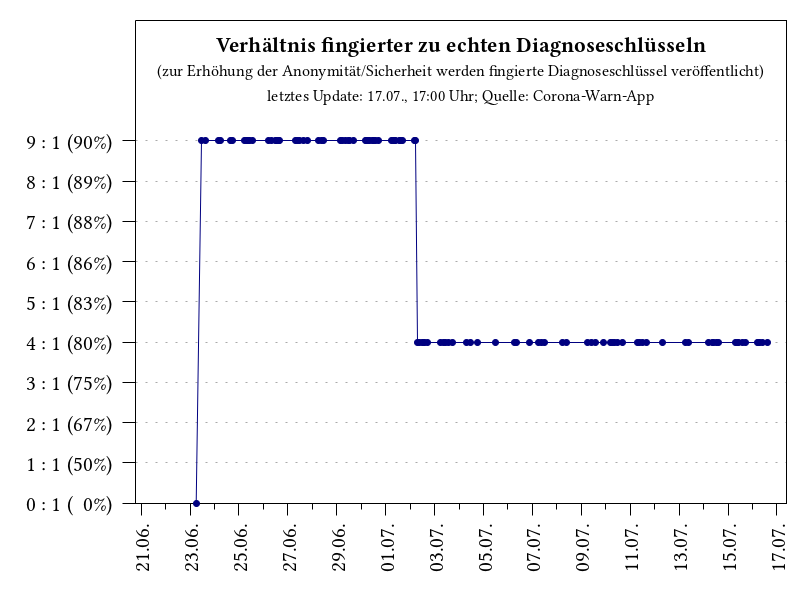 Verhältnis fingierter zu echten Diagnoseschlüsseln
(zur Erhöhung der Anonymität/Sicherheit werden fingierte Diagnoseschlüssel veröffentlicht)
letztes Update: 17.07., 17:00 Uhr; Quelle: Corona-Warn-App
9 : 1 (90%)
8 : 1 (89%)
7 : 1 (88%)
6 : 1 (86%)
5 : 1 (83%)
4 : 1 (80%)
3 : 1 (75%)
2 : 1 (67%)
1 : 1 (50%)
0 : 1 (  0%)
21.06.
23.06.
25.06.
27.06.
29.06.
01.07.
03.07.
05.07.
07.07.
09.07.
11.07.
13.07.
15.07.
17.07.